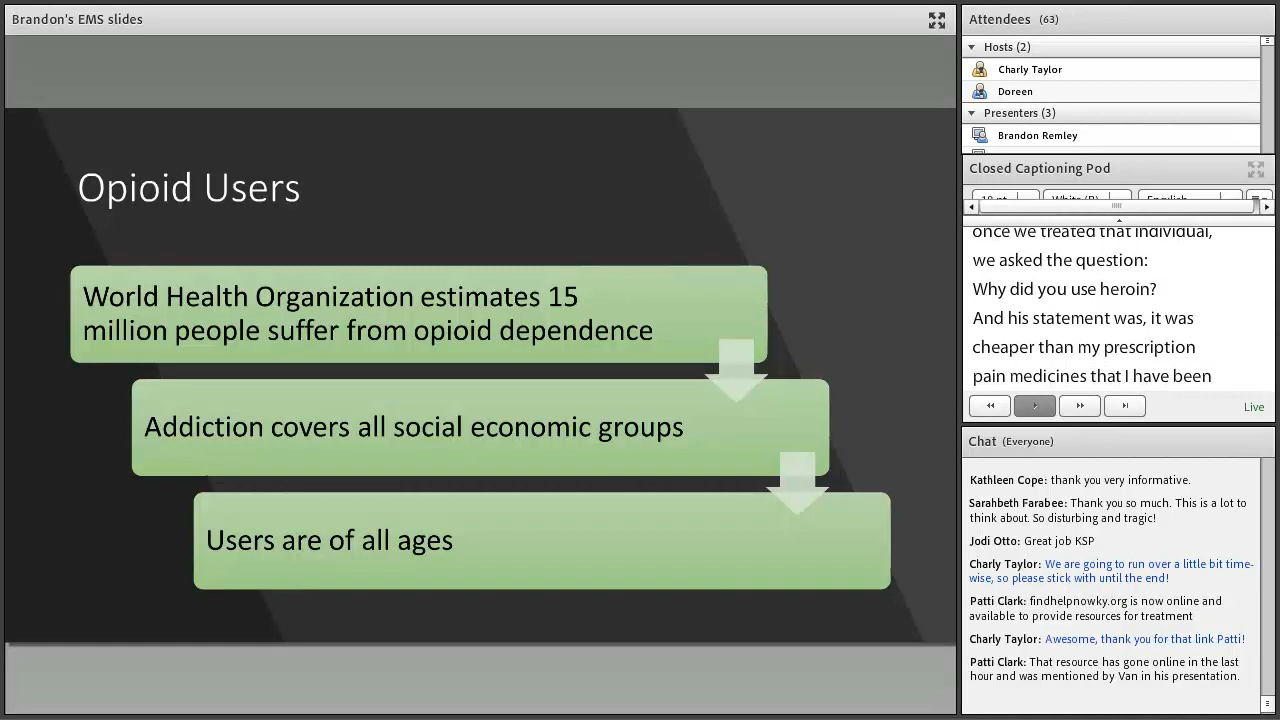 Brandon's EMS slides
Opioid Users
World Health Organization estimates 15
million people suffer from opioid dependence
Addiction covers all social economic groups
Users are of all ages
Attendees (63)
Hosts (2)
Charly Taylor
Doreen
Presenters (3)
Brandon Remley
Closed Captioning Pod
once we treated that individual,
we asked the question:
Why did you use heroin?
And his statement was, it was
cheaper than my prescription
pain medicines that I have been
Live
Chat (Everyone)
Kathleen Cope: thank you very informative.
Sarahbeth Farabee: Thank you so much. This is a lot to
think about. So disturbing and tragic!
Jodi Otto: Great job KSP
Charly Taylor: We are going to run over a little bit time-
wise, so please stick with until the end!
Patti Clark: findhelpnowky.org is now online and
available to provide resources for treatment
Charly Taylor: Awesome, thank you for that link Patti!
Patti Clark: That resource has gone online in the last
hour and was mentioned by Van in his presentation.